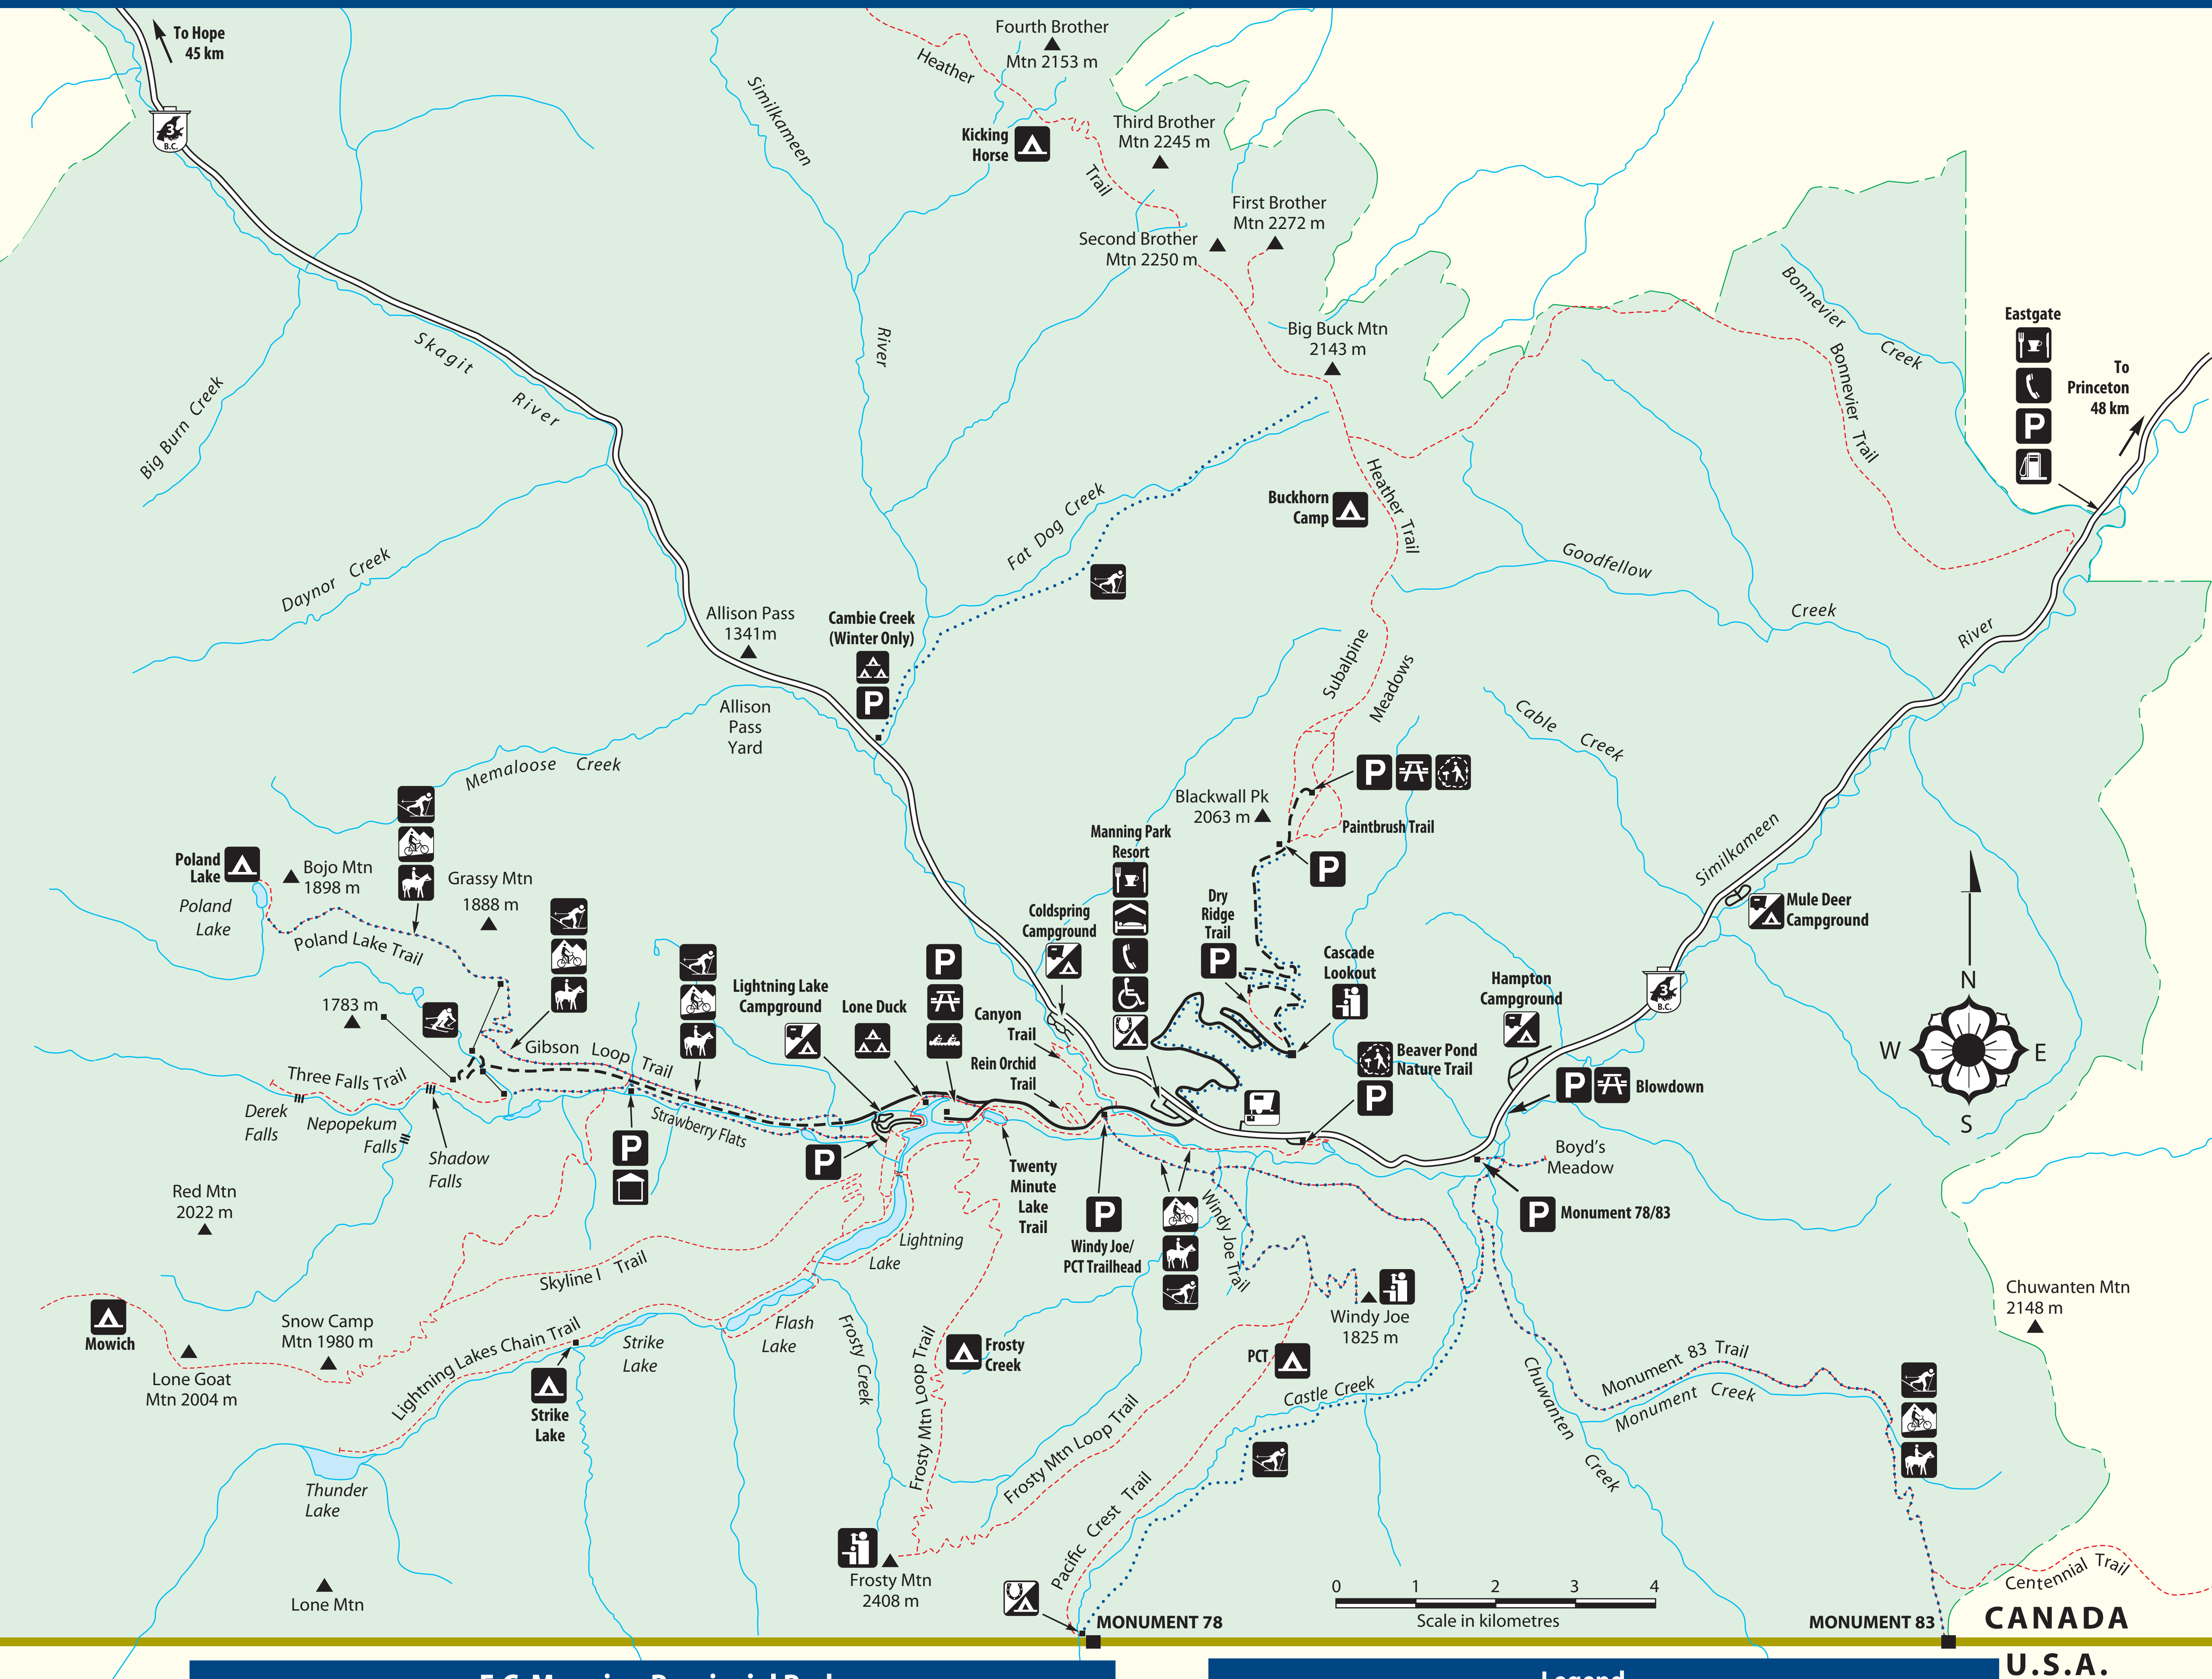 To Hope
45 km
3
B.C.
Fourth Brother
Mtn 2153 m
Heather
Trail
Kicking
Horse
Third Brother
Mtn 2245 m
First Brother
Mtn 2272 m
Second Brother
Mtn 2250 m
Similkameen
River
Big Buck Mtn
2143 m
Bonnevier
Creek
Bonnevier Trail
Eastgate
P
To
Princeton
48 km
Skagit
River
Big Burn Creek
Daynor Creek
Fat Dog Creek
Buckhorn
Camp
Heather Trail
Goodfellow
Creek
River
Similkameen
Allison Pass
1341m
Cambie Creek
(Winter Only)
P
Allison
Pass
Yard
Memaloose Creek
Subalpine
Meadows
Cable
Creek
P
Blackwall Pk
2063 m
Paintbrush Trail
P
Manning Park
Resort
Poland
Lake
Bojo Mtn
1898 m
Poland
Lake
Grassy Mtn
1888 m
Poland Lake Trail
Mule Deer
Campground
Coldspring
Campground
Dry
Ridge
Trail
P
Cascade
Lookout
Hampton
Campground
3
B.C.
N
W
E
S
1783 m
Lightning Lake
Campground
Lone Duck
P
Canyon
Trail
Rein Orchid
Trail
Gibson Loop Trail
Three Falls Trail
Derek
Falls
Nepopekum
Falls
Shadow
Falls
Strawberry Flats
P
P
Beaver Pond
Nature Trail
P
P
Blowdown
Boyd's
Meadow
P
Monument 78/83
Twenty
Minute
Lake
Trail
P
Windy Joe/
PCT Trailhead
Windy Joe Trail
Red Mtn
2022 m
Lightning
Lake
Skyline I Trail
Mowich
Lone Goat
Mtn 2004 m
Snow Camp
Mtn 1980 m
Lightning Lakes Chain Trail
Strike
Lake
Strike
Lake
Flash
Lake
Frosty Creek
Frosty Mtn Loop Trail
Frosty
Creek
Windy Joe
1825 m
PCT
Castle Creek
Chuwanten Mtn
2148 m
Monument 83 Trail
Monument Creek
Chuwanten
Creek
Frosty Mtn Loop Trail
Pacific Crest Trail
Thunder
Lake
Lone Mtn
Frosty Mtn
2408 m
0 1 2 3 4
Scale in kilometres
MONUMENT 78
MONUMENT 83
Centennial Trail
CANADA
U.S.A.